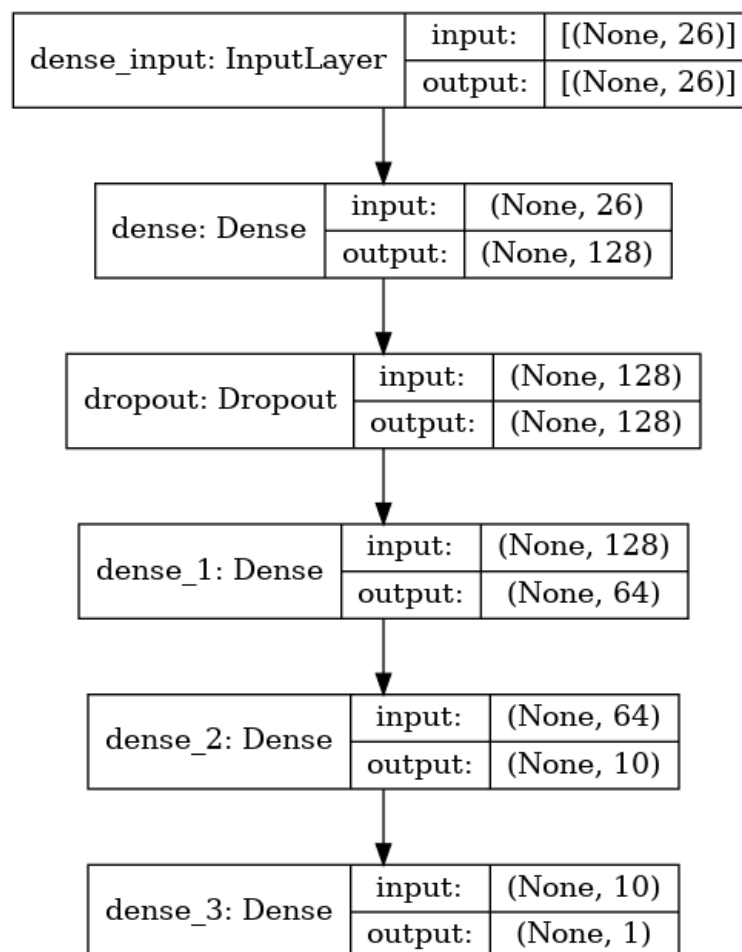 dense_input: InputLayer
input: [(None, 26)]
output: [(None, 26)]
dense: Dense
input: (None, 26)
output: (None, 128)
dropout: Dropout
input: (None, 128)
output: (None, 128)
dense_1: Dense
input: (None, 128)
output: (None, 64)
dense_2: Dense
input: (None, 64)
output: (None, 10)
dense_3: Dense
input: (None, 10)
output: (None, 1)